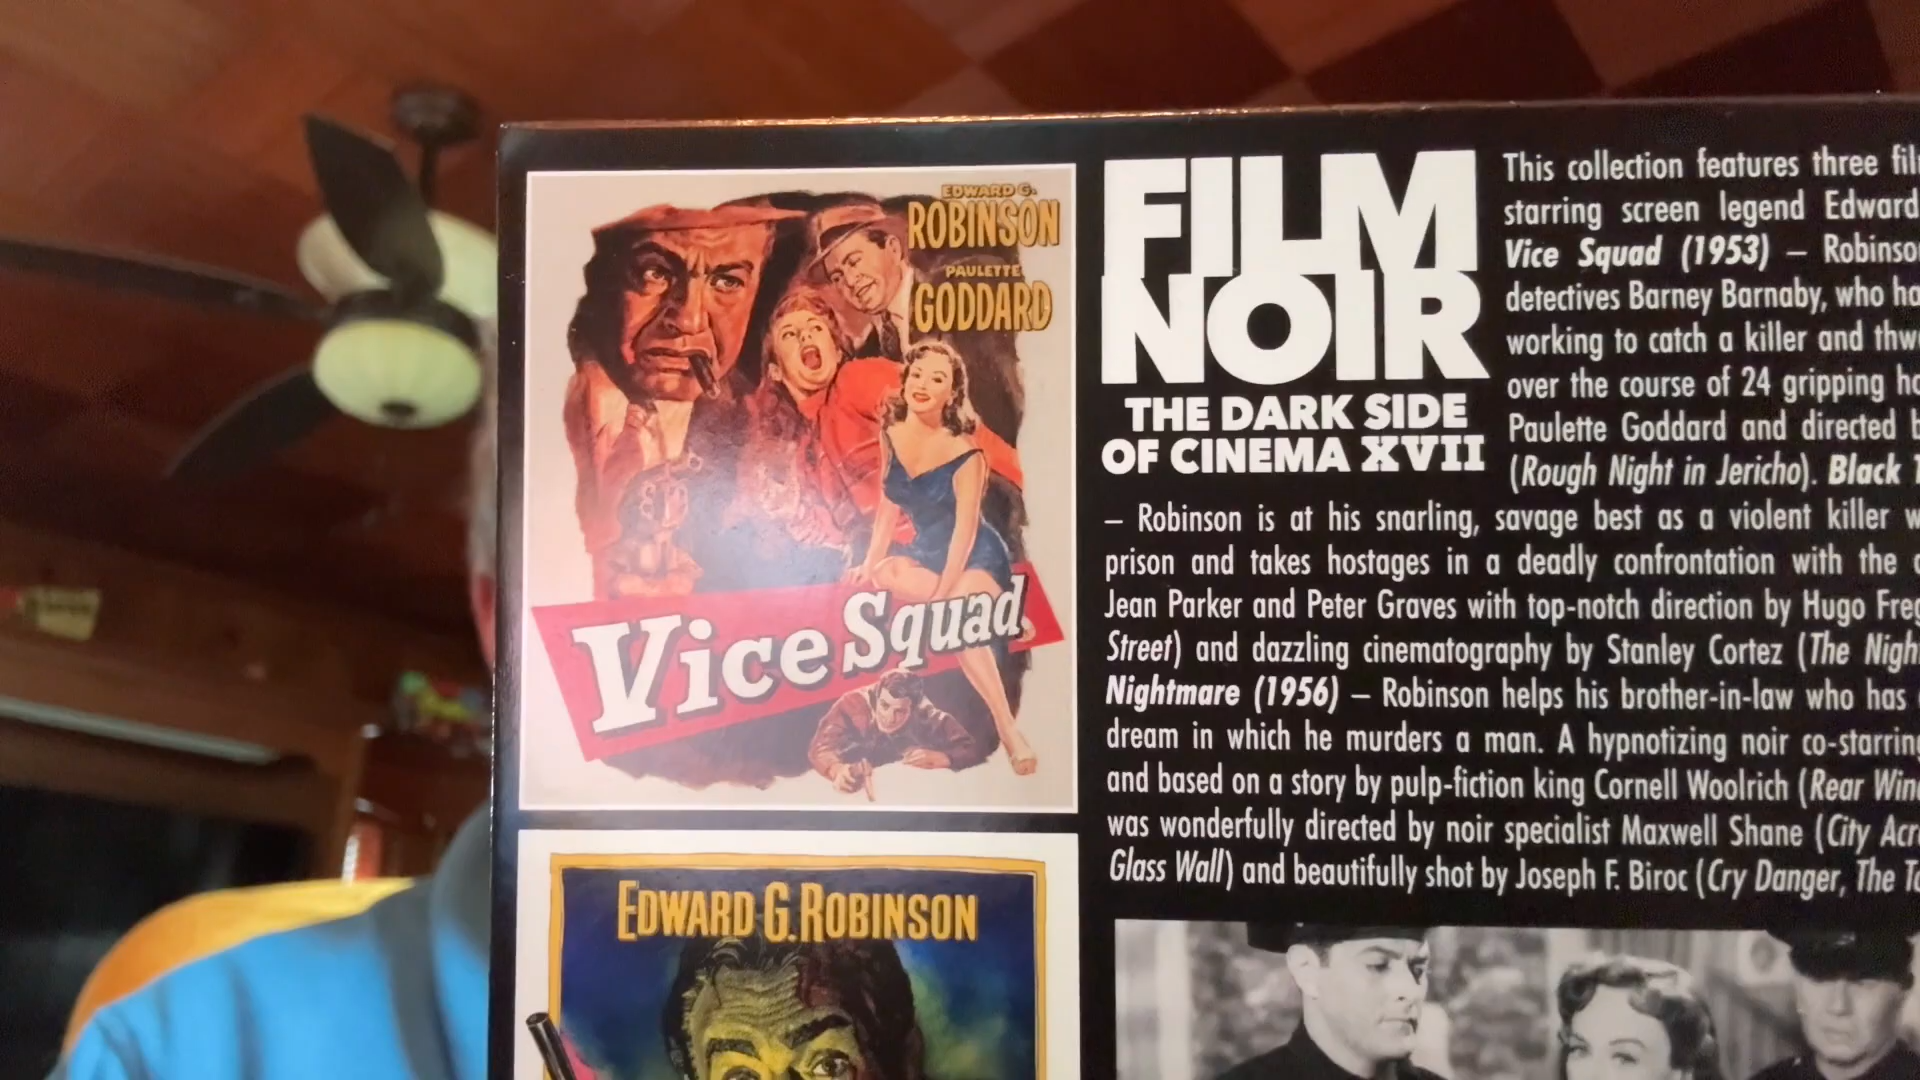 EDWARD G.
ROBINSON
PAULETTE
GODDARD
Vice Squad
EDWARD G. ROBINSON
FILM
NOIR
THE DARK SIDE
OF CINEMA XVII
This collection features three
starring screen legend Edward
Vice Squad (1953) – Robinso
detectives Barney Barnaby, who ha
working to catch a killer and thw
over the course of 24 gripping ho
Paulette Goddard and directed b
(Rough Night in Jericho). Black
– Robinson is at his snarling, savage best as a violent killer w
prison and takes hostages in a deadly confrontation with the
Jean Parker and Peter Graves with top-notch direction by Hugo Freg
Street) and dazzling cinematography by Stanley Cortez (The Nigh
Nightmare (1956) – Robinson helps his brother-in-law who has
dream in which he murders a man. A hypnotizing noir co-starring
and based on a story by pulp-fiction king Cornell Woolrich (Rear Win
was wonderfully directed by noir specialist Maxwell Shane (City Acr
Glass Wall) and beautifully shot by Joseph F. Biroc (Cry Danger, The